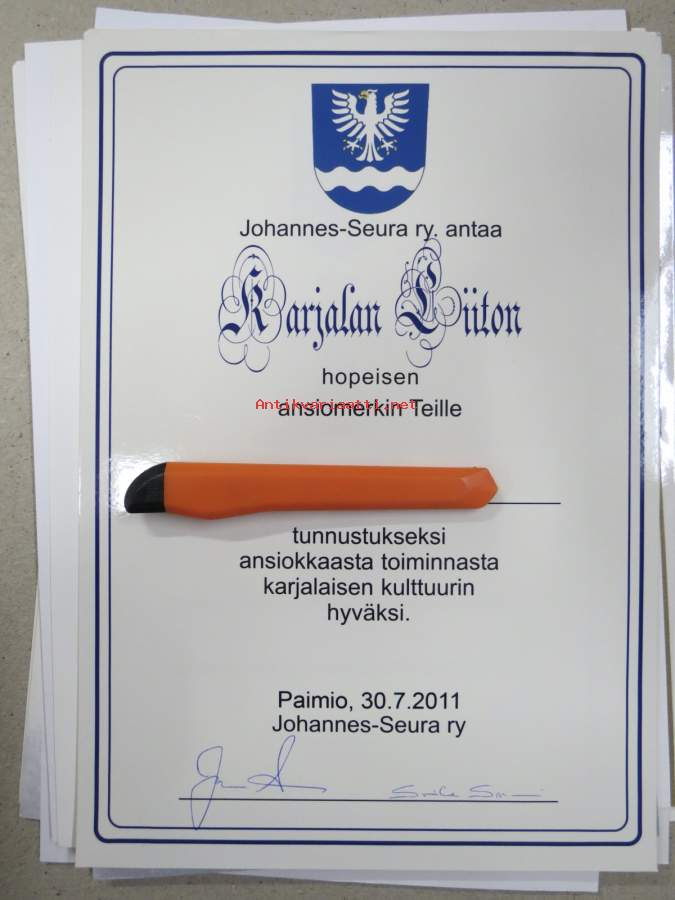 Johannes-Seura ry. antaa
Karjalan Liiton
hopeisen
Antikvariaatti.net
ansiomerkin Teille
tunnustukseksi
ansiokkaasta toiminnasta
karjalaisen kulttuurin
hyväksi.
Paimio, 30.7.2011
Johannes-Seura ry